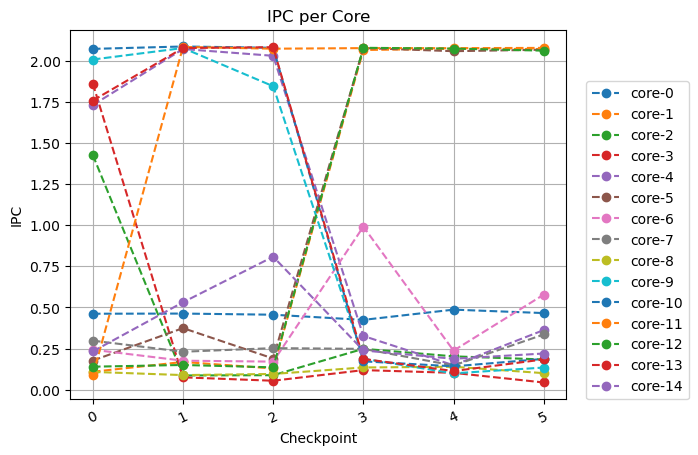 IPC per Core
IPC
2.00
1.75
1.50
1.25
1.00
0.75
0.50
0.25
0.00
0
1
2
3
4
5
Checkpoint
core-0
core-1
core-2
core-3
core-4
core-5
core-6
core-7
core-8
core-9
core-10
core-11
core-12
core-13
core-14